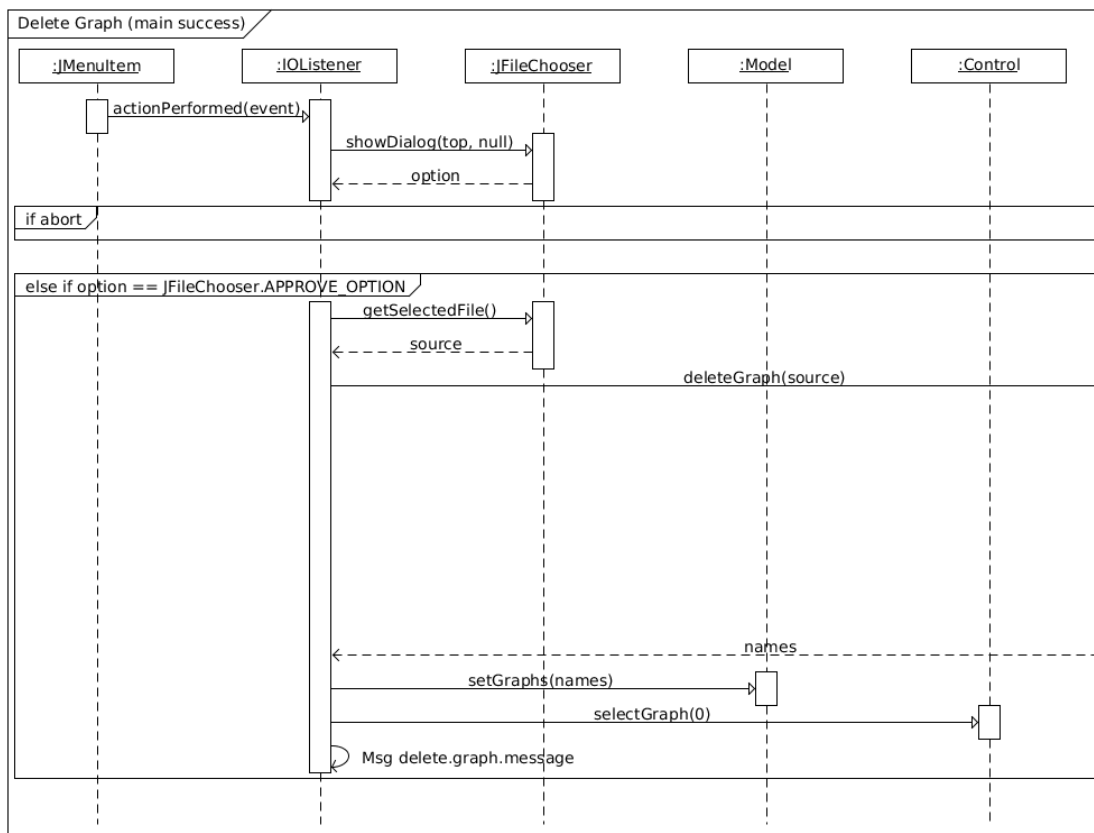 Delete Graph (main success)
:JMenuItem
:IOListener
:JFileChooser
:Model
:Control
actionPerformed(event)
showDialog(top, null)
option
if abort
else if option == JFileChooser.APPROVE_OPTION
getSelectedFile()
source
deleteGraph(source)
names
setGraphs(names)
selectGraph(0)
Msg delete.graph.message